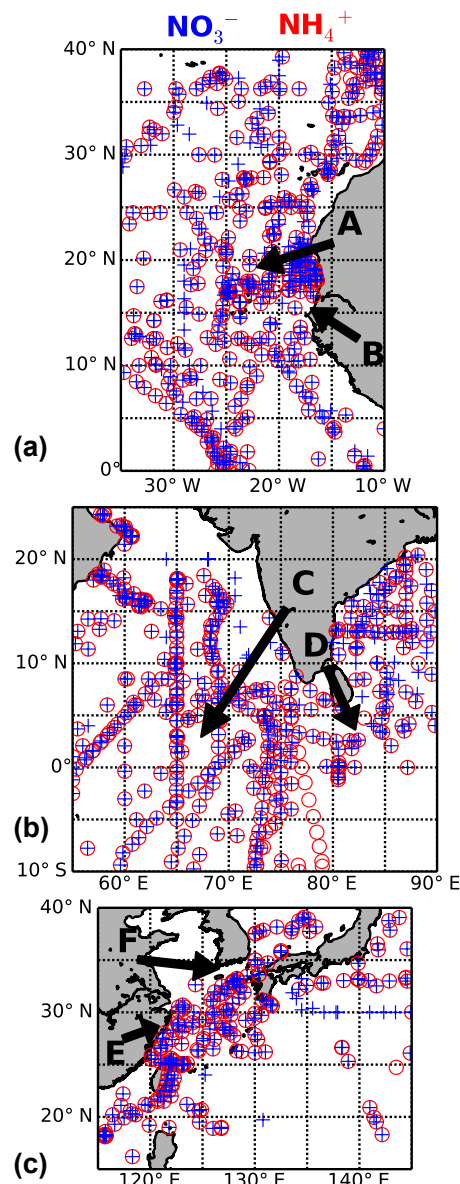 NO₃⁻ NH₄⁺
40° N
30° N
20° N
10° N
0°
30° W 20° W 10° W
A
B
(a)
20° N
10° N
0°
10° S
60° E 70° E 80° E 90° E
C
D
(b)
40° N
30° N
20° N
120° E 130° E 140° E
F
E
(c)